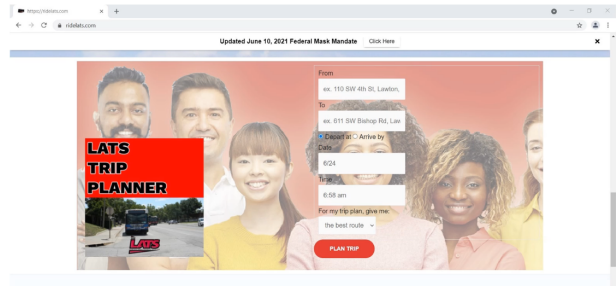 https://ridelats.com
ridelats.com
Updated June 10, 2021 Federal Mask Mandate Click Here
From
ex. 110 SW 4th St, Lawton,
To
ex. 611 SW Bishop Rd, Law
Depart at Arrive by
Date
6/24
Time
6:58 am
For my trip plan, give me:
the best route
PLAN TRIP
LATS
TRIP
PLANNER
LATS